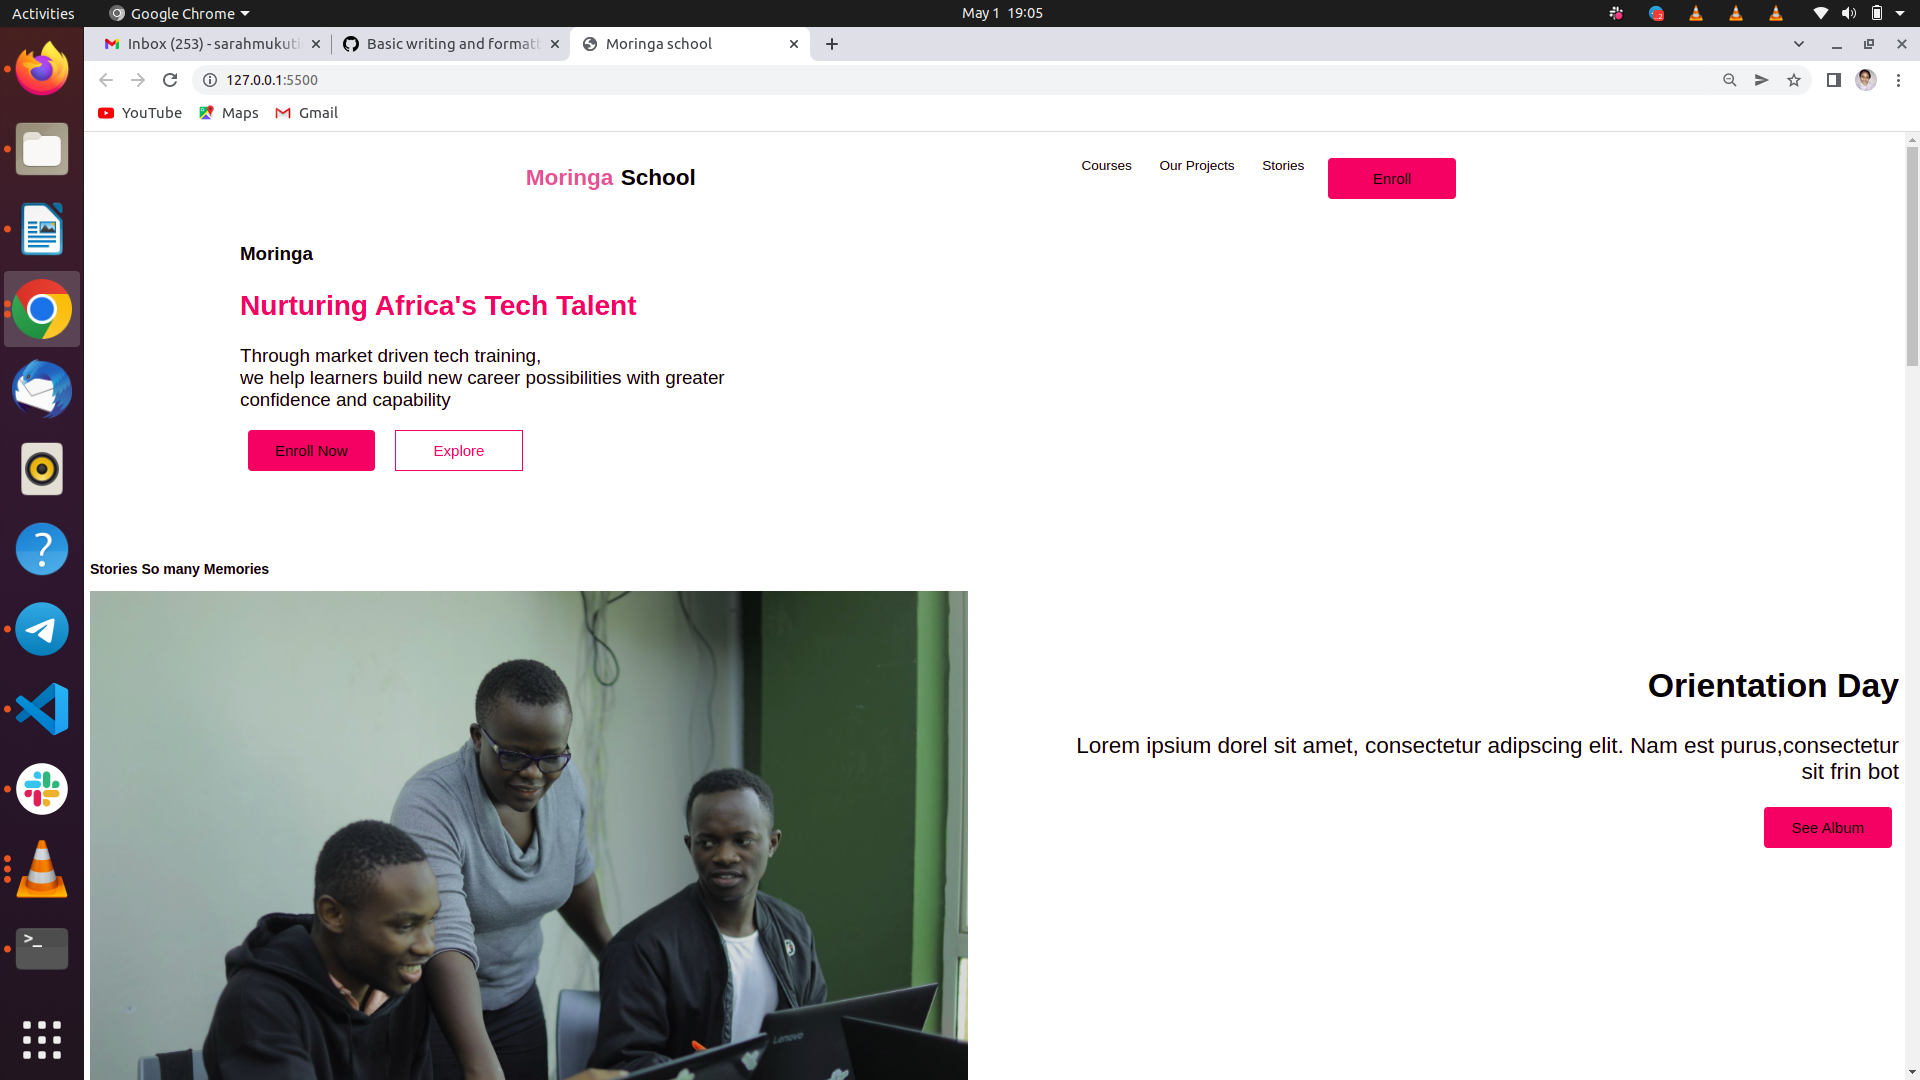 Activities
Google Chrome
May 1 19:05
Inbox (253) - sarahmukuti
Basic writing and formatt
Moringa school
127.0.0.1:5500
YouTube
Maps
Gmail
Moringa School
Courses
Our Projects
Stories
Enroll
Moringa
Nurturing Africa's Tech Talent
Through market driven tech training,
we help learners build new career possibilities with greater
confidence and capability
Enroll Now
Explore
Stories So many Memories
Orientation Day
Lorem ipsium dorel sit amet, consectetur adipscing elit. Nam est purus,consectetur
sit frin bot
See Album
Lenovo